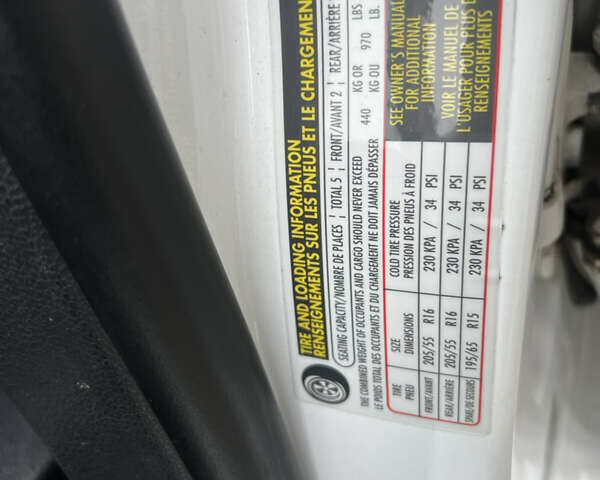 TIRE AND LOADING INFORMATION
RENSEIGNEMENTS SUR LES PNEUS ET LE CHARGEMENT
SEATING CAPACITY/NOMBRE DE PLACES TOTAL 5 FRONT/AVANT 2 REAR/ARRIÈRE
THE COMBINED WEIGHT OF OCCUPANTS AND CARGO SHOULD NEVER EXCEED 440 KG OR 970 LBS
LE POIDS TOTAL DES OCCUPANTS ET DU CHARGEMENT NE DOIT JAMAIS DÉPASSER KG OU LB.
TIRE SIZE COLD TIRE PRESSURE
PNEU DIMENSIONS PRESSION DES PNEUS À FROID
FRONT/AVANT 205/55 R16 230 KPA / 34 PSI
REAR/ARRIÈRE 205/55 R16 230 KPA / 34 PSI
SPARE/DE SECOURS 195/65 R15 230 KPA / 34 PSI
SEE OWNER'S MANUAL
FOR ADDITIONAL
INFORMATION
VOIR LE MANUEL DE
L'USAGER POUR PLUS
RENSEIGNEMENTS